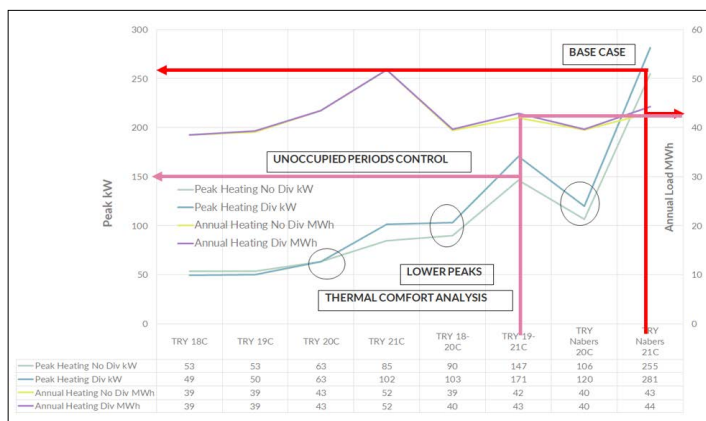 300
60
BASE CASE
250
50
200
40
UNOCCUPIED PERIODS CONTROL
Peak kW
150
30
Annual Load MWh
Peak Heating No Div kW
Peak Heating Div kW
100
20
Annual Heating No Div MWh
Annual Heating Div MWh
LOWER PEAKS
50
10
THERMAL COMFORT ANALYSIS
0
0
TRY 18C TRY 19C TRY 20C TRY 21C TRY 18-20C TRY 19-21C TRY Nabers 20C TRY Nabers 21C
Peak Heating No Div kW 53 53 63 85 90 147 106 255
Peak Heating Div kW 49 50 63 102 103 171 120 281
Annual Heating No Div MWh 39 39 43 52 39 42 40 43
Annual Heating Div MWh 39 39 43 52 40 43 40 44